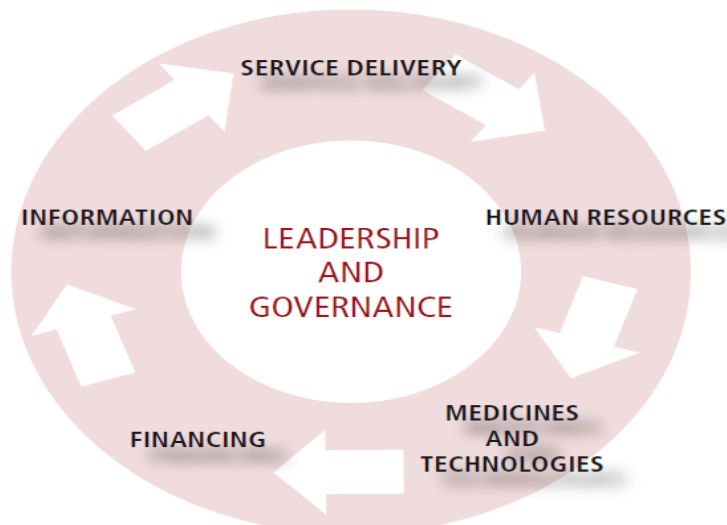 SERVICE DELIVERY
INFORMATION
HUMAN RESOURCES
LEADERSHIP
AND
GOVERNANCE
FINANCING
MEDICINES
AND
TECHNOLOGIES